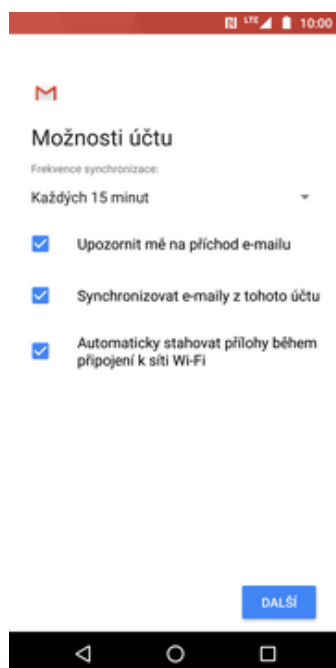 LTE 10:00
Možnosti účtu
Frekvence synchronizace:
Každých 15 minut
Upozornit mě na příchod e-mailu
Synchronizovat e-maily z tohoto účtu
Automaticky stahovat přílohy během
připojení k síti Wi-Fi
DALŠÍ